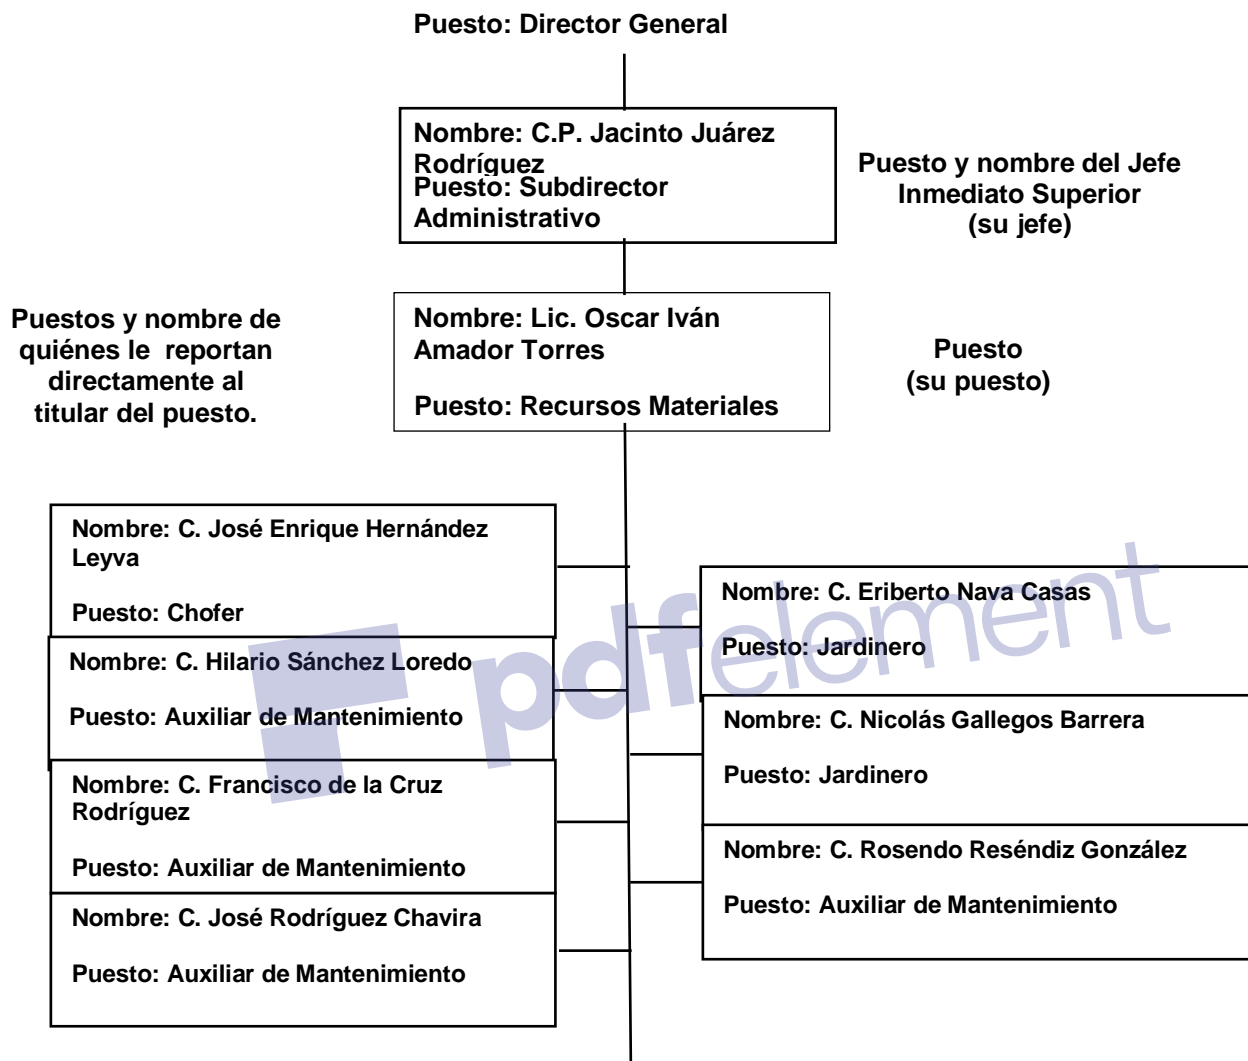 Puesto: Director General
Nombre: C.P. Jacinto Juárez
Rodríguez
Puesto: Subdirector
Administrativo
Puesto y nombre del Jefe
Inmediato Superior
(su jefe)
Puestos y nombre de
quiénes le reportan
directamente al
titular del puesto.
Nombre: Lic. Oscar Iván
Amador Torres
Puesto: Recursos Materiales
Puesto
(su puesto)
Nombre: C. José Enrique Hernández
Leyva
Puesto: Chofer
Nombre: C. Hilario Sánchez Loredo
Puesto: Auxiliar de Mantenimiento
Nombre: C. Francisco de la Cruz
Rodríguez
Puesto: Auxiliar de Mantenimiento
Nombre: C. José Rodríguez Chavira
Puesto: Auxiliar de Mantenimiento
Nombre: C. Eriberto Nava Casas
Puesto: Jardinero
Nombre: C. Nicolás Gallegos Barrera
Puesto: Jardinero
Nombre: C. Rosendo Reséndiz González
Puesto: Auxiliar de Mantenimiento
pdfelement